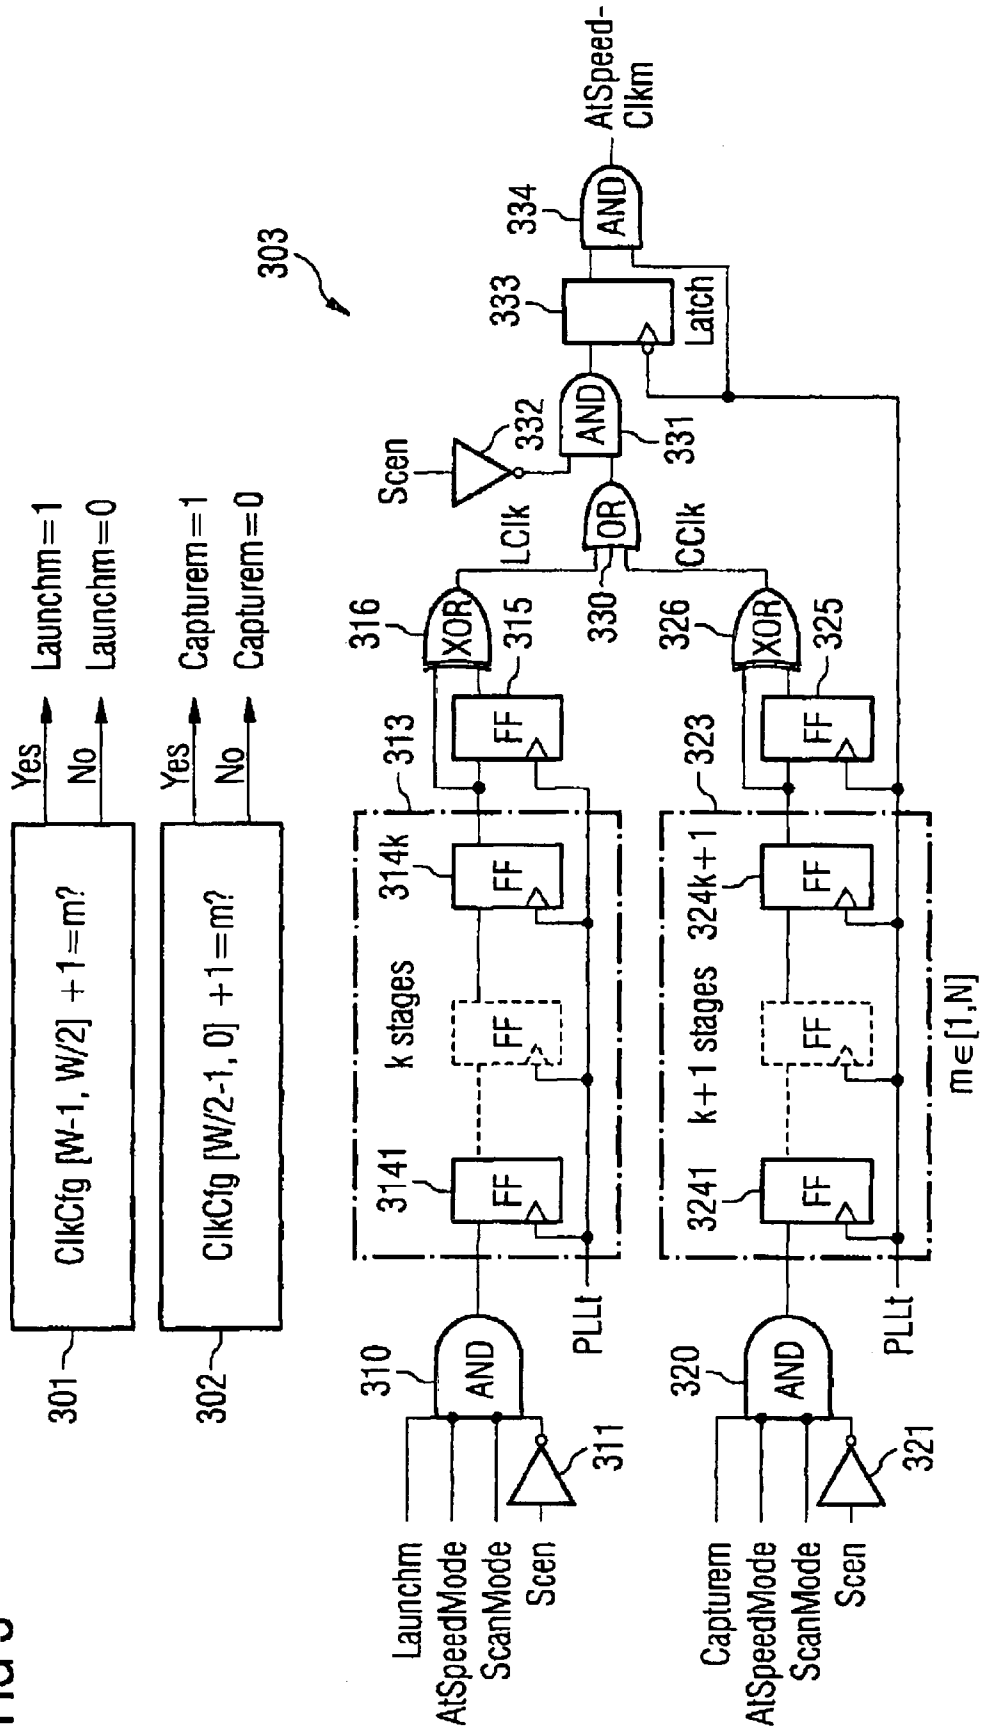 FIG 3
ClkCfg [W-1, W/2] +1=m?
Yes
Launchm=1
No
Launchm=0
301
ClkCfg [W/2-1, 0] +1=m?
Yes
Capturem=1
No
Capturem=0
302
303
Launchm
AtSpeedMode
ScanMode
Scen
311
310
AND
PLLt
3141
FF
k stages
FF
314k
FF
313
FF
315
316
XOR
LClk
Scen
332
330
OR
AND
331
333
Latch
334
AND
AtSpeed-
Clkm
Capturem
AtSpeedMode
ScanMode
Scen
321
320
AND
PLLt
3241
FF
k+1 stages
FF
324k+1
FF
323
FF
325
326
XOR
CClk
m∈[1,N]